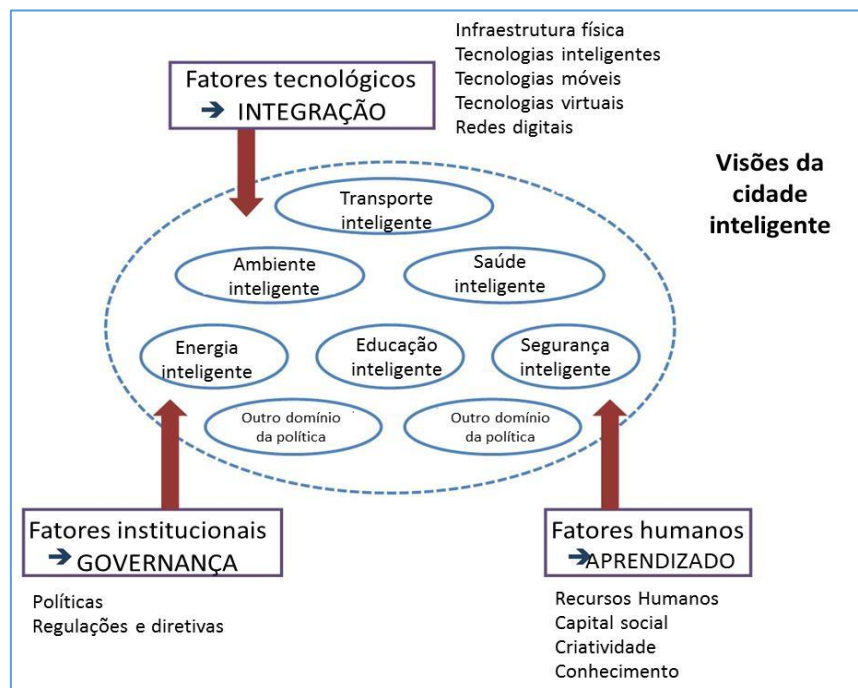 Infraestrutura física
Tecnologias inteligentes
Tecnologias móveis
Tecnologias virtuais
Redes digitais
Fatores tecnológicos
➔ INTEGRAÇÃO
Visões da
cidade
inteligente
Transporte
inteligente
Ambiente
inteligente
Saúde
inteligente
Energia
inteligente
Educação
inteligente
Segurança
inteligente
Outro domínio
da política
Outro domínio
da política
Fatores institucionais
➔ GOVERNANÇA
Políticas
Regulações e diretivas
Fatores humanos
➔APRENDIZADO
Recursos Humanos
Capital social
Criatividade
Conhecimento